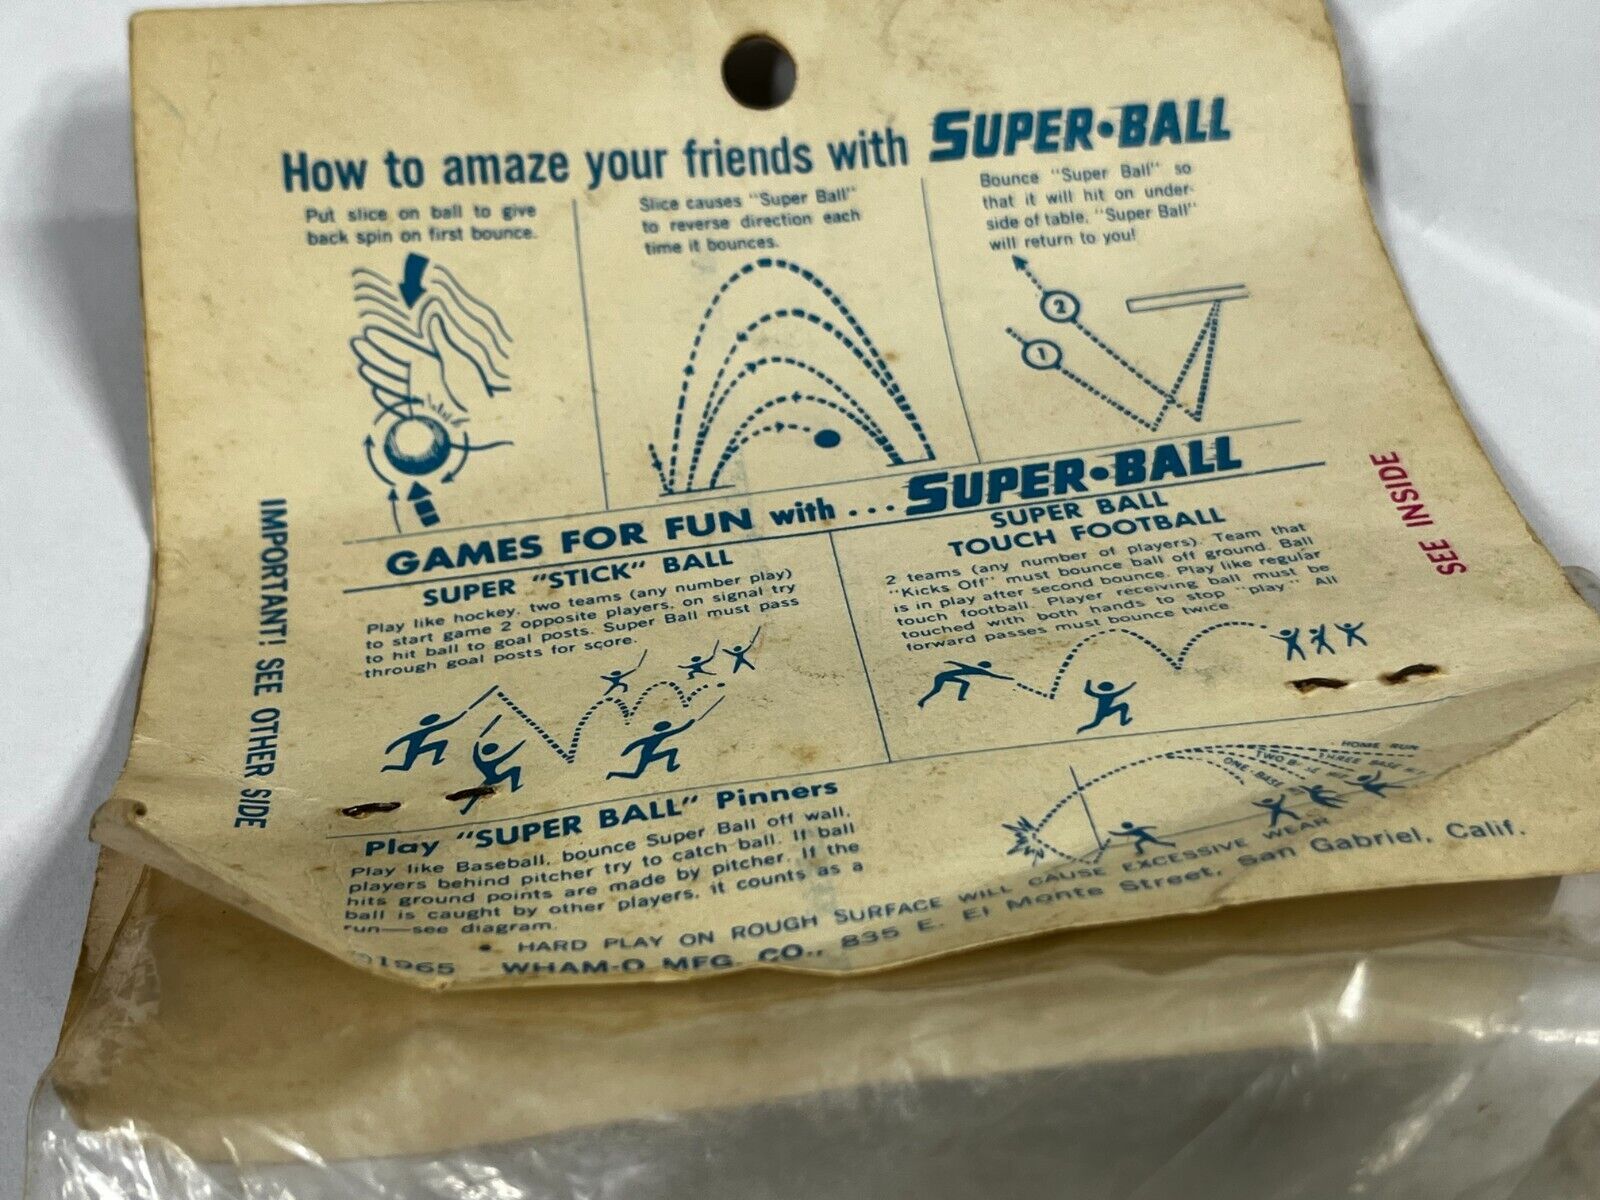 How to amaze your friends with SUPER•BALL
Put slice on ball to give
back spin on first bounce.
Slice causes "Super Ball"
to reverse direction each
time it bounces.
Bounce "Super Ball" so
that it will hit on under-
side of table, "Super Ball"
will return to you!
2
1
IMPORTANT! SEE OTHER SIDE
SEE INSIDE
GAMES FOR FUN with ... SUPER•BALL
SUPER "STICK" BALL
Play like hockey, two teams (any number play)
to start game 2 opposite players, on signal try
to hit ball to goal posts. Super Ball must pass
through goal posts for score.
SUPER BALL
TOUCH FOOTBALL
2 teams (any number of players). Team that
"Kicks Off" must bounce ball off ground. Ball
is in play after second bounce. Play like regular
touch football. Player receiving ball must be
touched with both hands to stop "play" All
forward passes must bounce twice.
Play "SUPER BALL" Pinners
Play like Baseball, bounce Super Ball off wall,
players behind pitcher try to catch ball. If ball
hits ground points are made by pitcher. If the
ball is caught by other players, it counts as a
run—see diagram.
HOME RUN
THREE BASE HIT
TWO BASE HIT
ONE-BASE
• HARD PLAY ON ROUGH SURFACE WILL CAUSE EXCESSIVE WEAR
1965 WHAM-O MFG. CO., 835 E. El Monte Street, San Gabriel, Calif.